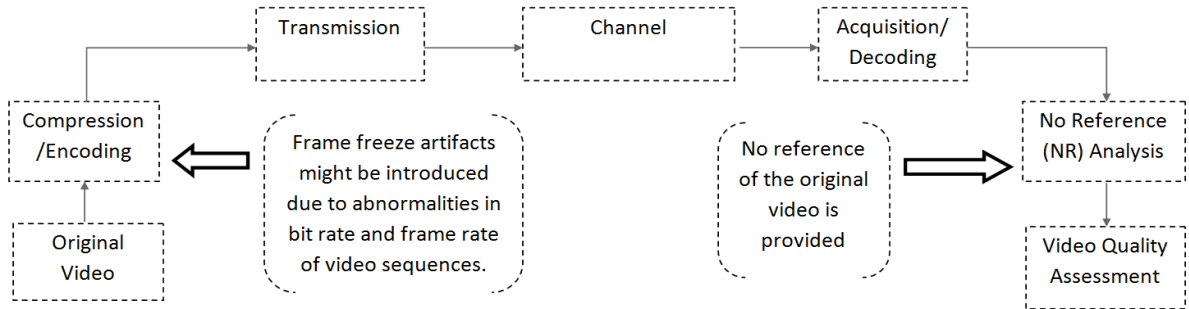 Transmission
Channel
Acquisition/
Decoding
Compression
/Encoding
Frame freeze artifacts
might be introduced
due to abnormalities in
bit rate and frame rate
of video sequences.
No reference
of the original
video is
provided
No Reference
(NR) Analysis
Original
Video
Video Quality
Assessment